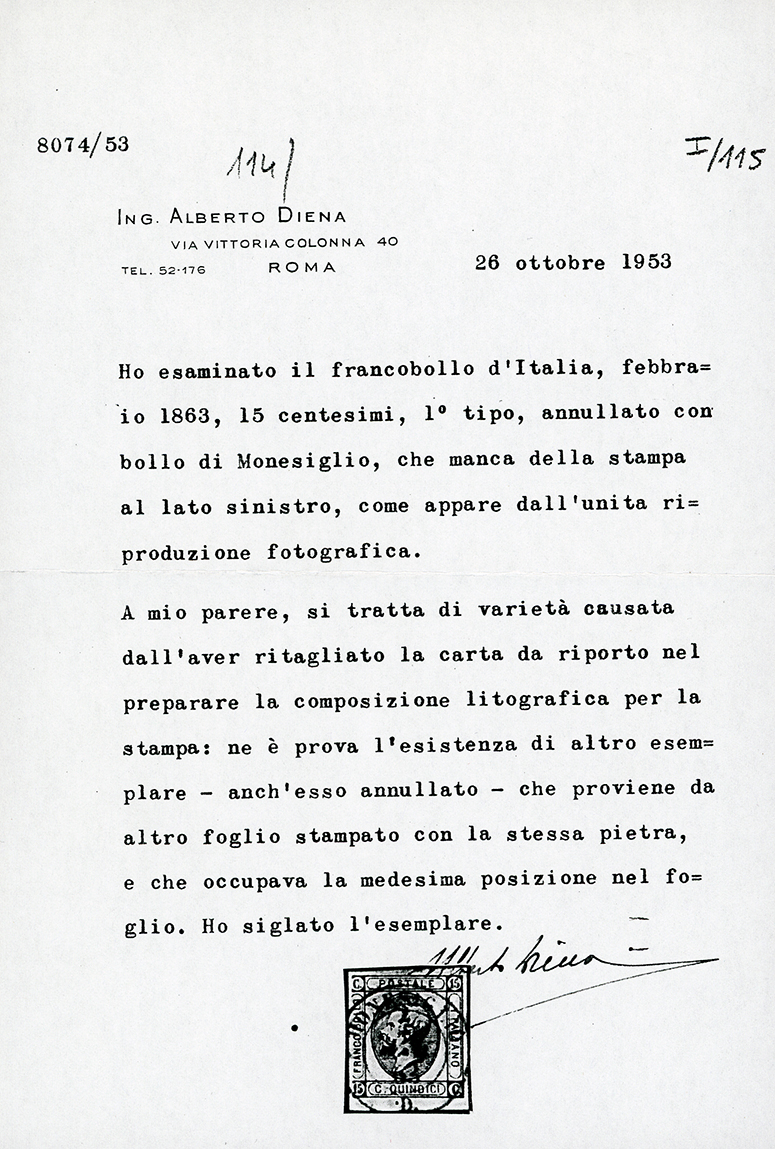 8074/53
114/
I/115
ING. ALBERTO DIENA
VIA VITTORIA COLONNA 40
TEL. 52-176 ROMA
26 ottobre 1953
Ho esaminato il francobollo d'Italia, febbra=
io 1863, 15 centesimi, 1º tipo, annullato con
bollo di Monesiglio, che manca della stampa
al lato sinistro, come appare dall'unita ri=
produzione fotografica.
A mio parere, si tratta di varietà causata
dall'aver ritagliato la carta da riporto nel
preparare la composizione litografica per la
stampa: ne è prova l'esistenza di altro esem=
plare - anch'esso annullato - che proviene da
altro foglio stampato con la stessa pietra,
e che occupava la medesima posizione nel fo=
glio. Ho siglato l'esemplare.
Alberto Diena
C. POSTALE 15
FRANCO BOLLO
ITALIANO
15 C. QUINDICI C.
D.